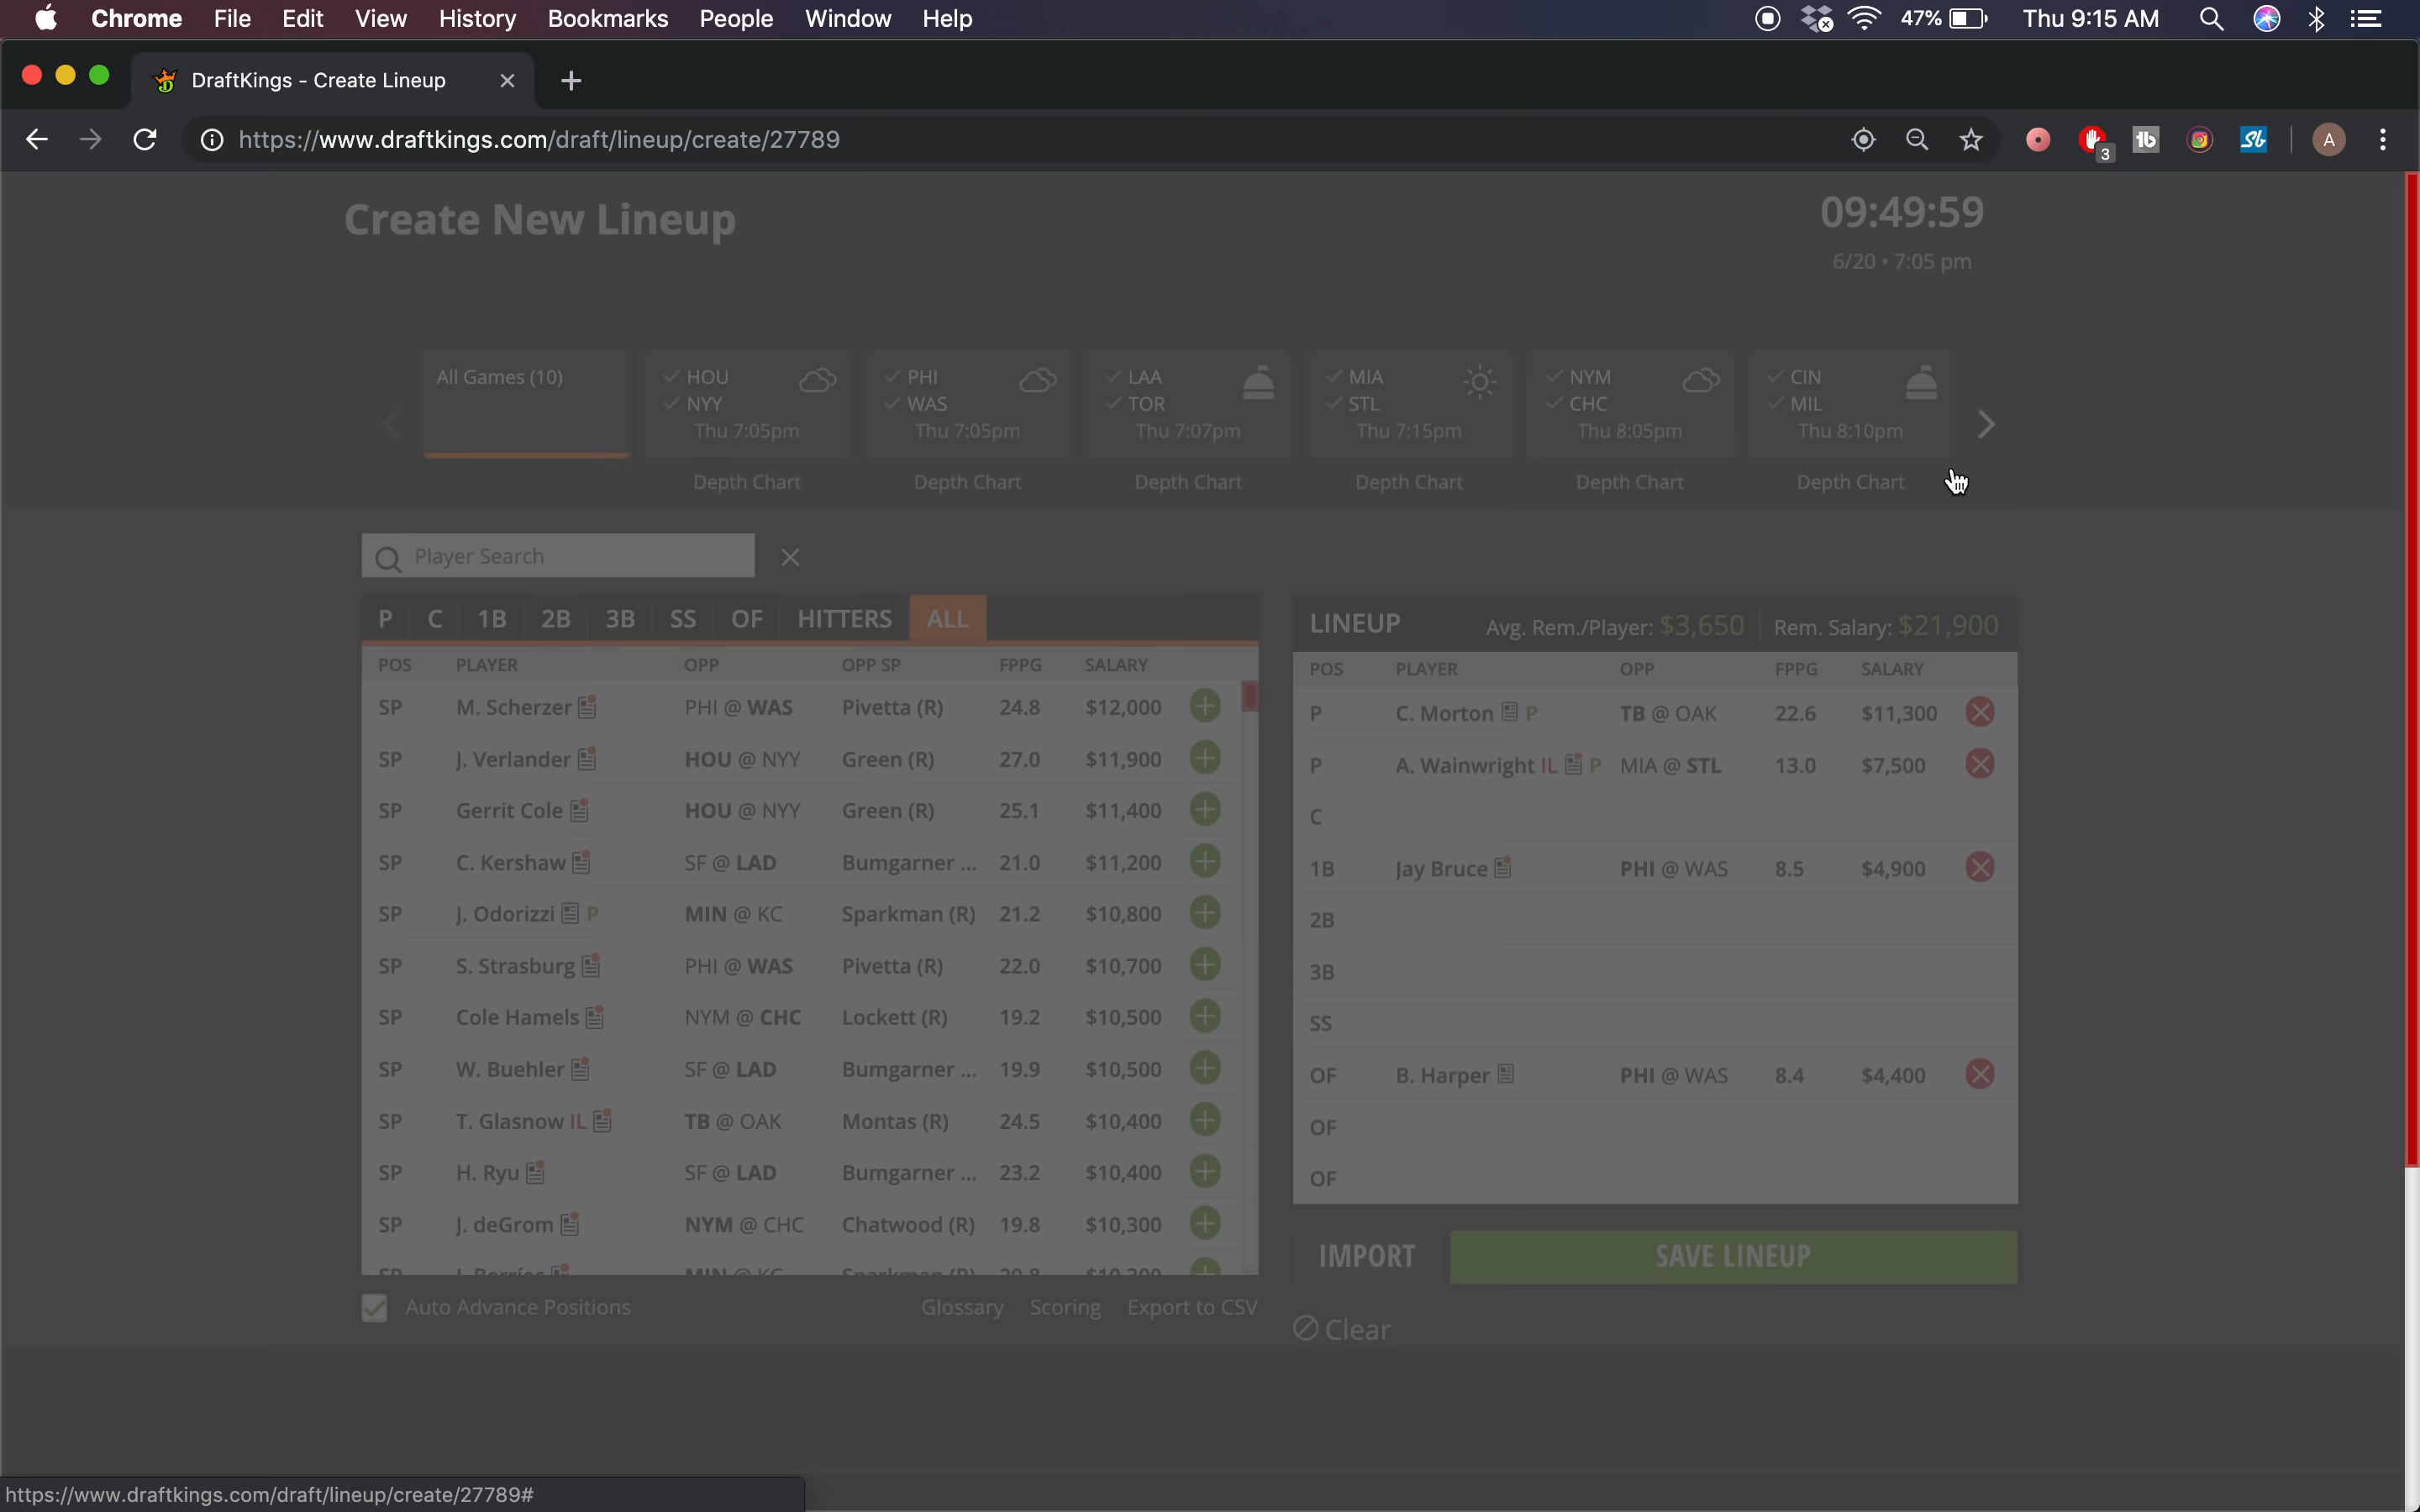 Chrome File Edit View History Bookmarks People Window Help 47% Thu 9:15 AM
DraftKings - Create Lineup
https://www.draftkings.com/draft/lineup/create/27789 3 tb Sb A
Create New Lineup
09:49:59
6/20 • 7:05 pm
All Games (10)
HOU
NYY
Thu 7:05pm
Depth Chart
PHI
WAS
Thu 7:05pm
Depth Chart
LAA
TOR
Thu 7:07pm
Depth Chart
MIA
STL
Thu 7:15pm
Depth Chart
NYM
CHC
Thu 8:05pm
Depth Chart
CIN
MIL
Thu 8:10pm
Depth Chart
Player Search
P C 1B 2B 3B SS OF HITTERS ALL
POS PLAYER OPP OPP SP FPPG SALARY
SP M. Scherzer PHI @ WAS Pivetta (R) 24.8 $12,000
SP J. Verlander HOU @ NYY Green (R) 27.0 $11,900
SP Gerrit Cole HOU @ NYY Green (R) 25.1 $11,400
SP C. Kershaw SF @ LAD Bumgarner ... 21.0 $11,200
SP J. Odorizzi P MIN @ KC Sparkman (R) 21.2 $10,800
SP S. Strasburg PHI @ WAS Pivetta (R) 22.0 $10,700
SP Cole Hamels NYM @ CHC Lockett (R) 19.2 $10,500
SP W. Buehler SF @ LAD Bumgarner ... 19.9 $10,500
SP T. Glasnow IL TB @ OAK Montas (R) 24.5 $10,400
SP H. Ryu SF @ LAD Bumgarner ... 23.2 $10,400
SP J. deGrom NYM @ CHC Chatwood (R) 19.8 $10,300
SP J. Berríos MIN @ KC Sparkman (R) 20.8 $10,200
Auto Advance Positions Glossary Scoring Export to CSV
LINEUP Avg. Rem./Player: $3,650 Rem. Salary: $21,900
POS PLAYER OPP FPPG SALARY
P C. Morton P TB @ OAK 22.6 $11,300
P A. Wainwright IL P MIA @ STL 13.0 $7,500
C
1B Jay Bruce PHI @ WAS 8.5 $4,900
2B
3B
SS
OF B. Harper PHI @ WAS 8.4 $4,400
OF
OF
IMPORT SAVE LINEUP
Clear
https://www.draftkings.com/draft/lineup/create/27789#